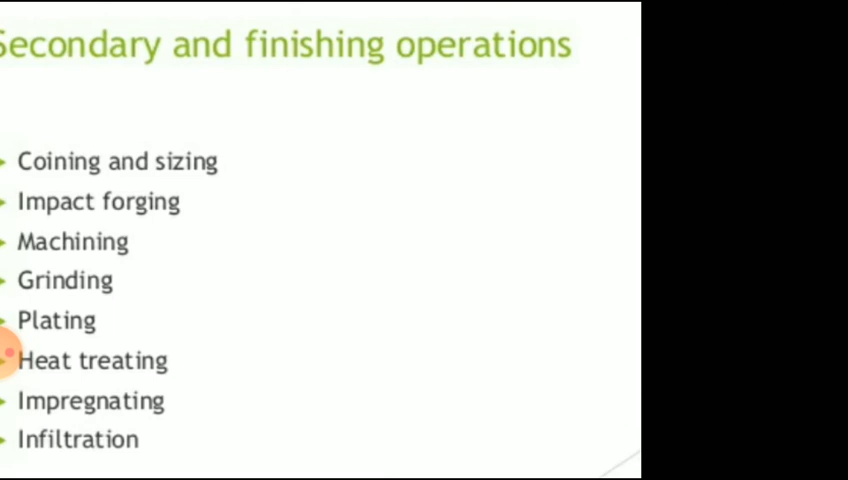 Secondary and finishing operations
Coining and sizing
Impact forging
Machining
Grinding
Plating
Heat treating
Impregnating
Infiltration